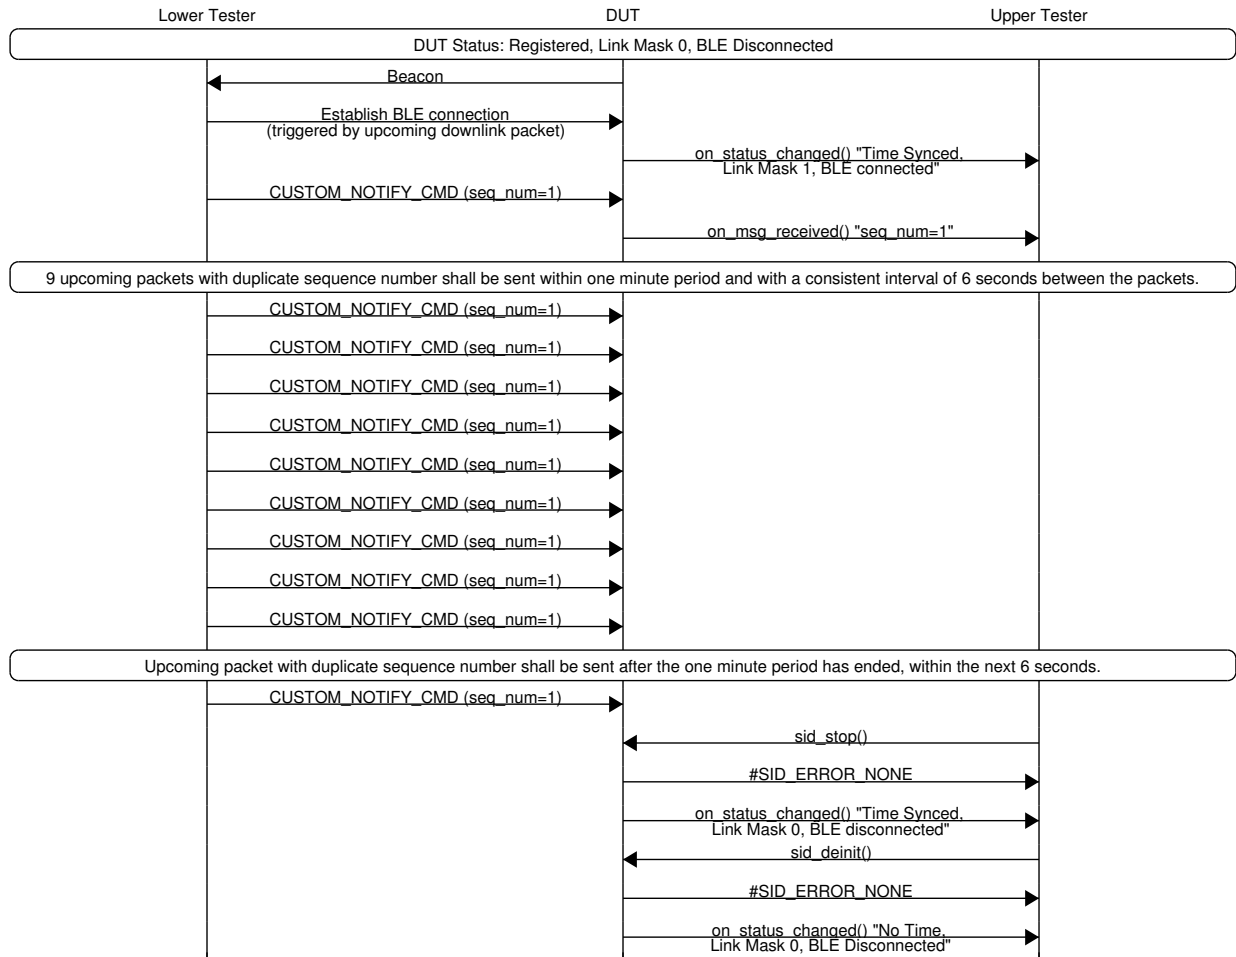 Lower Tester
DUT
Upper Tester
DUT Status: Registered, Link Mask 0, BLE Disconnected
Beacon
Establish BLE connection
(triggered by upcoming downlink packet)
on_status_changed() "Time Synced,
Link Mask 1, BLE connected"
CUSTOM_NOTIFY_CMD (seq_num=1)
on_msg_received() "seq_num=1"
9 upcoming packets with duplicate sequence number shall be sent within one minute period and with a consistent interval of 6 seconds between the packets.
CUSTOM_NOTIFY_CMD (seq_num=1)
CUSTOM_NOTIFY_CMD (seq_num=1)
CUSTOM_NOTIFY_CMD (seq_num=1)
CUSTOM_NOTIFY_CMD (seq_num=1)
CUSTOM_NOTIFY_CMD (seq_num=1)
CUSTOM_NOTIFY_CMD (seq_num=1)
CUSTOM_NOTIFY_CMD (seq_num=1)
CUSTOM_NOTIFY_CMD (seq_num=1)
CUSTOM_NOTIFY_CMD (seq_num=1)
Upcoming packet with duplicate sequence number shall be sent after the one minute period has ended, within the next 6 seconds.
CUSTOM_NOTIFY_CMD (seq_num=1)
sid_stop()
#SID_ERROR_NONE
on_status_changed() "Time Synced,
Link Mask 0, BLE disconnected"
sid_deinit()
#SID_ERROR_NONE
on_status_changed() "No Time,
Link Mask 0, BLE Disconnected"